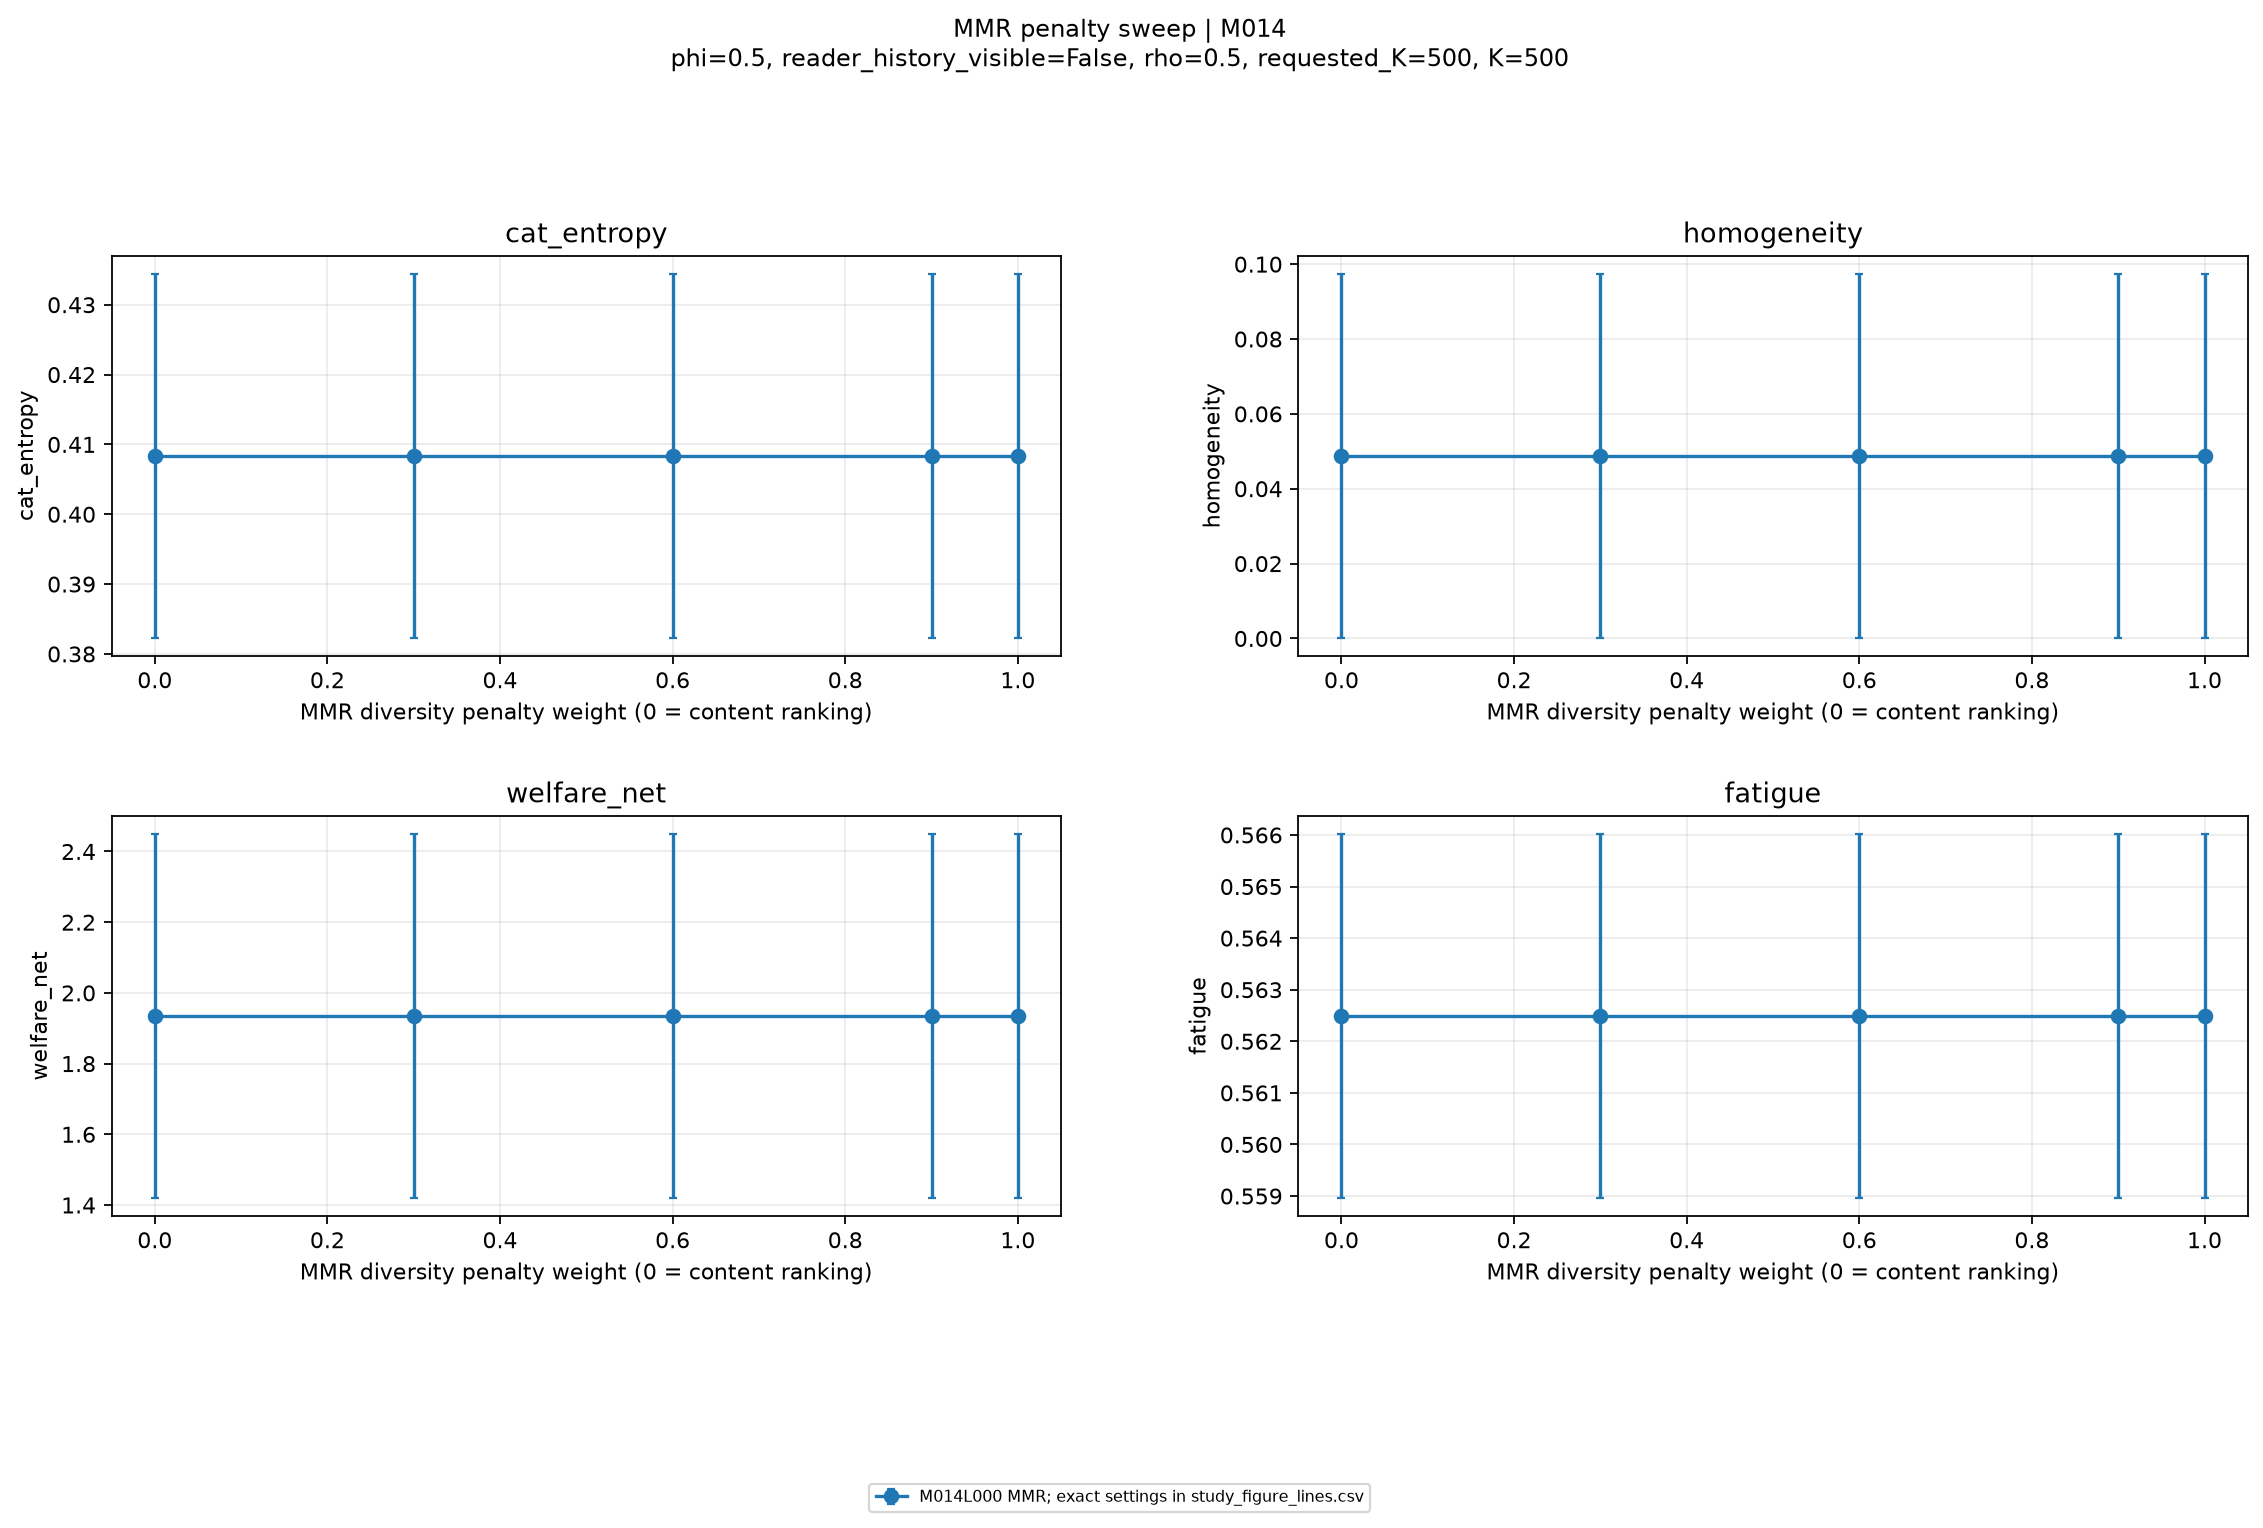 MMR penalty sweep | M014
phi=0.5, reader_history_visible=False, rho=0.5, requested_K=500, K=500
cat_entropy
cat_entropy
0.43
0.42
0.41
0.40
0.39
0.38
0.0 0.2 0.4 0.6 0.8 1.0
MMR diversity penalty weight (0 = content ranking)
homogeneity
homogeneity
0.10
0.08
0.06
0.04
0.02
0.00
0.0 0.2 0.4 0.6 0.8 1.0
MMR diversity penalty weight (0 = content ranking)
welfare_net
welfare_net
2.4
2.2
2.0
1.8
1.6
1.4
0.0 0.2 0.4 0.6 0.8 1.0
MMR diversity penalty weight (0 = content ranking)
fatigue
fatigue
0.566
0.565
0.564
0.563
0.562
0.561
0.560
0.559
0.0 0.2 0.4 0.6 0.8 1.0
MMR diversity penalty weight (0 = content ranking)
M014L000 MMR; exact settings in study_figure_lines.csv